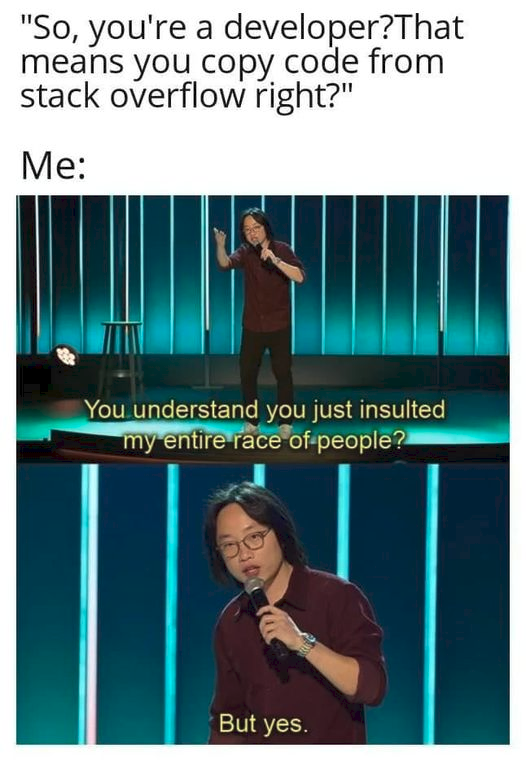 "So, you're a developer?That
means you copy code from
stack overflow right?"
Me:
You understand you just insulted
my entire race of people?
But yes.